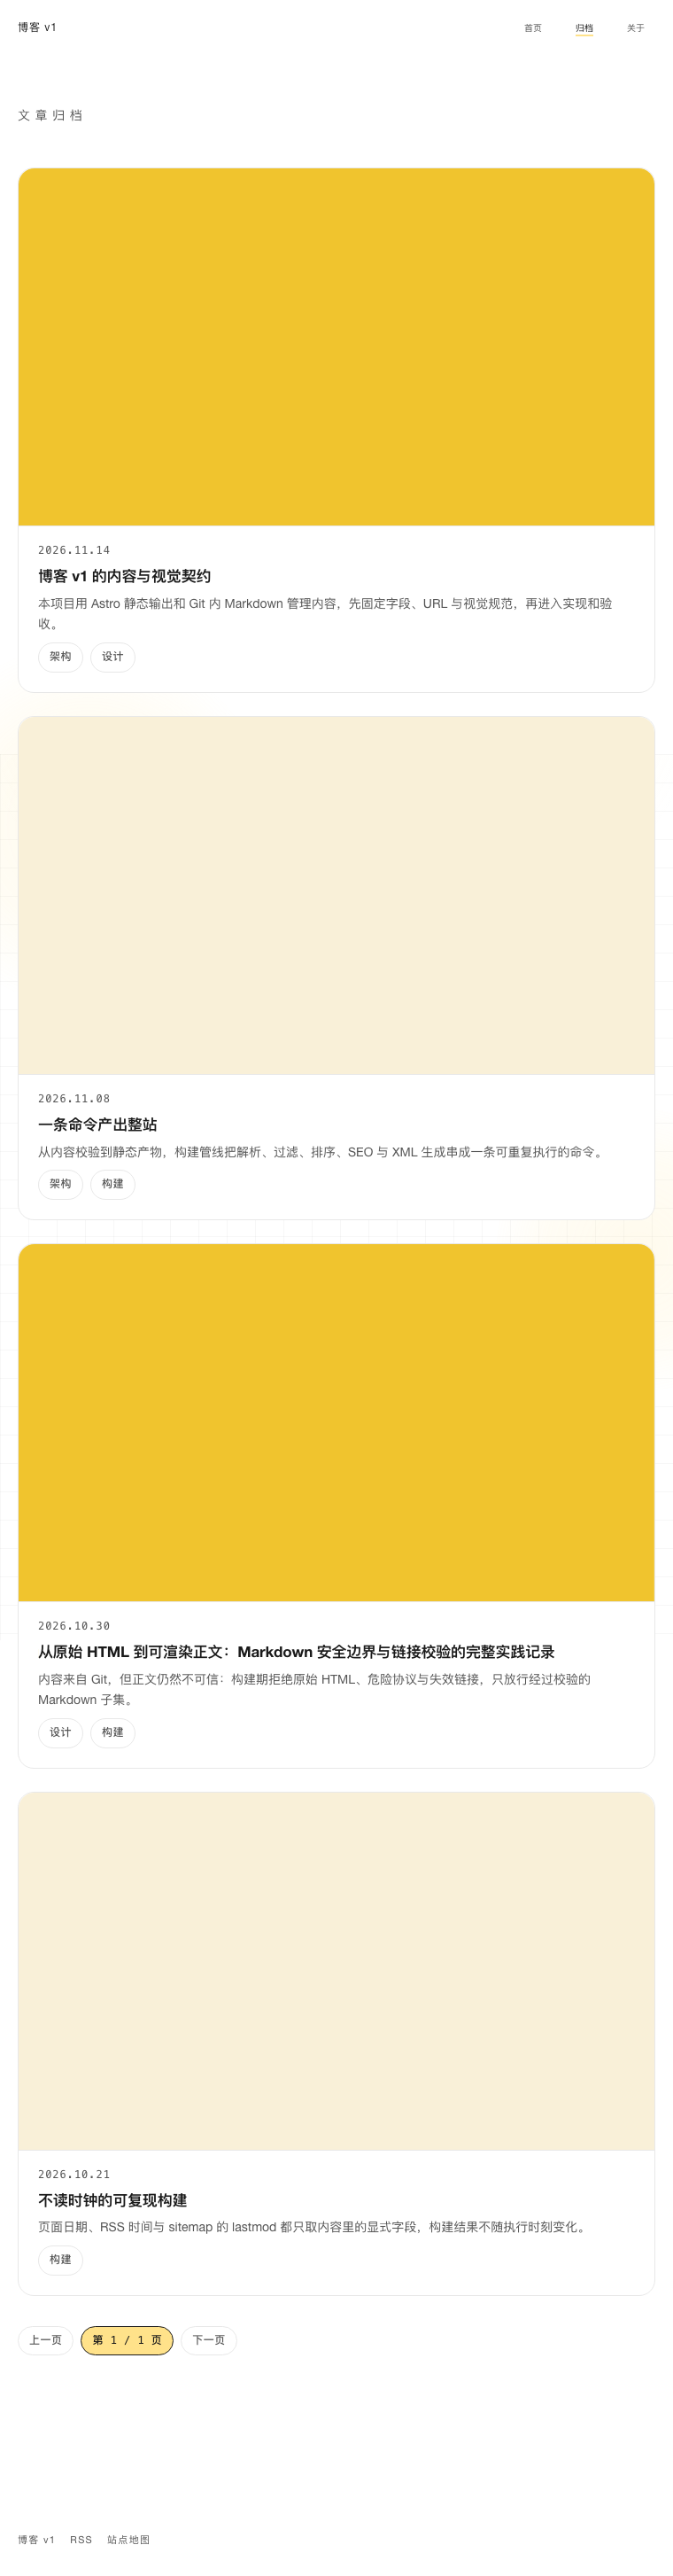 博客 v1
首页 归档 关于
文章归档
2026.11.14
博客 v1 的内容与视觉契约
本项目用 Astro 静态输出和 Git 内 Markdown 管理内容，先固定字段、URL 与视觉规范，再进入实现和验
收。
架构 设计
2026.11.08
一条命令产出整站
从内容校验到静态产物，构建管线把解析、过滤、排序、SEO 与 XML 生成串成一条可重复执行的命令。
架构 构建
2026.10.30
从原始 HTML 到可渲染正文：Markdown 安全边界与链接校验的完整实践记录
内容来自 Git，但正文仍然不可信：构建期拒绝原始 HTML、危险协议与失效链接，只放行经过校验的
Markdown 子集。
设计 构建
2026.10.21
不读时钟的可复现构建
页面日期、RSS 时间与 sitemap 的 lastmod 都只取内容里的显式字段，构建结果不随执行时刻变化。
构建
上一页 第 1 / 1 页 下一页
博客 v1 RSS 站点地图